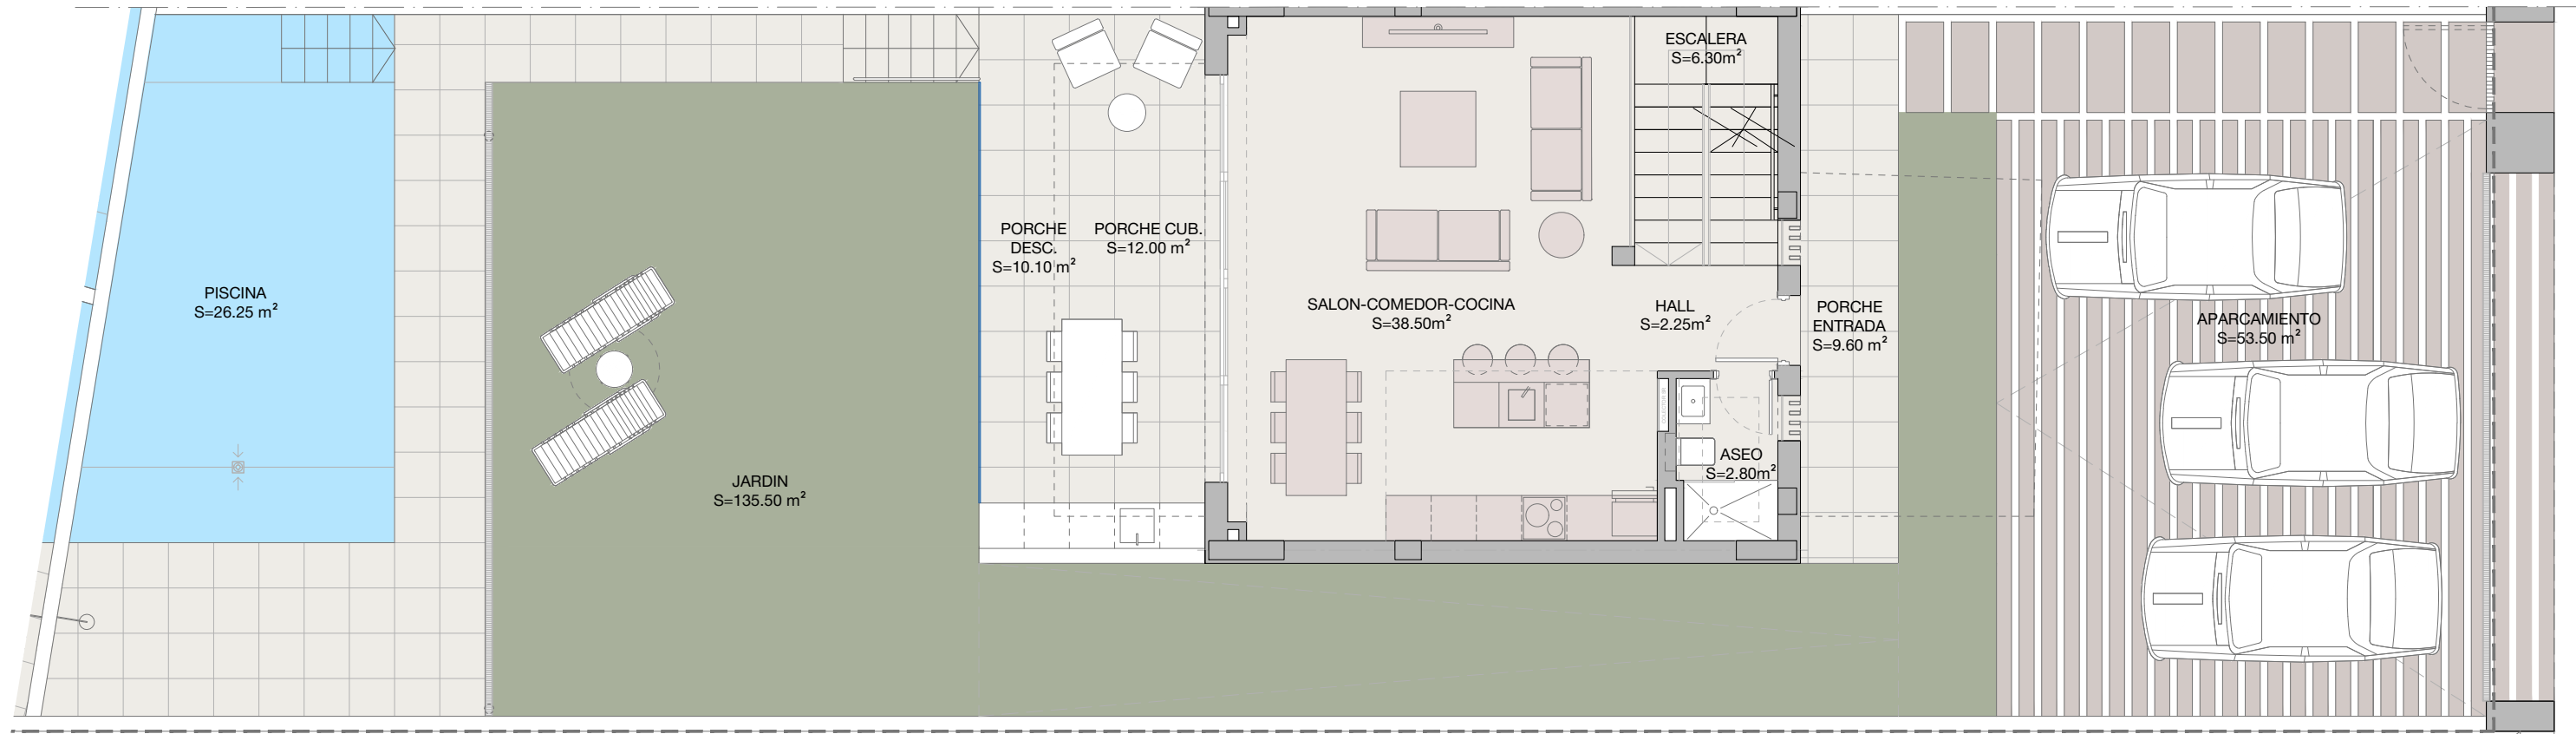 ESCALERA
S=6.30m²
PISCINA
S=26.25 m²
JARDIN
S=135.50 m²
PORCHE
DESC.
S=10.10 m²
PORCHE CUB.
S=12.00 m²
SALON-COMEDOR-COCINA
S=38.50m²
HALL
S=2.25m²
PORCHE
ENTRADA
S=9.60 m²
ASEO
S=2.80m²
APARCAMIENTO
S=53.50 m²